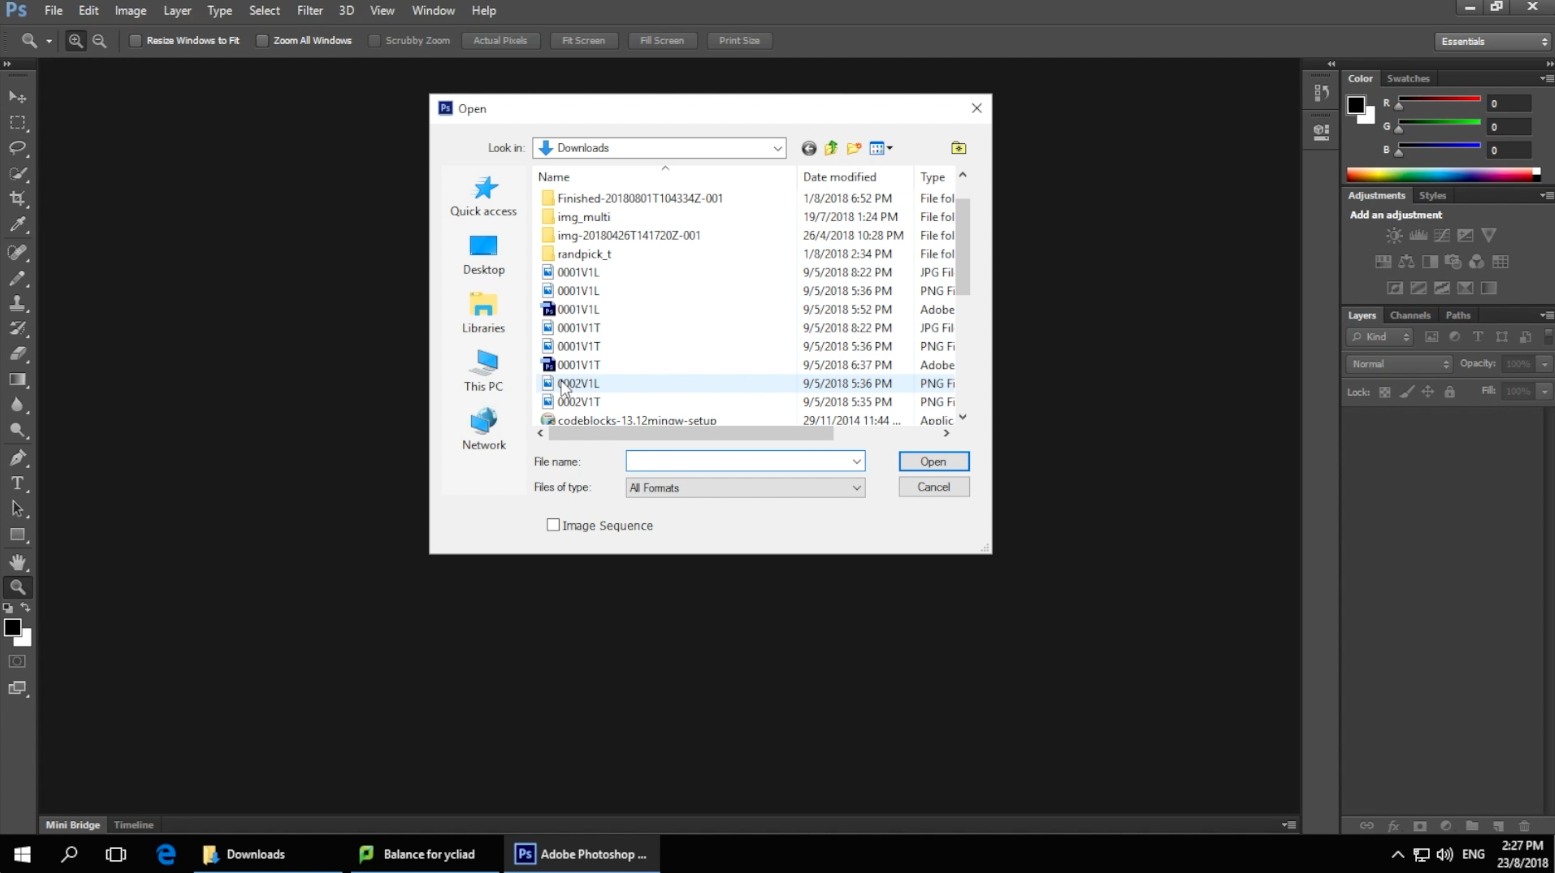 Ps File Edit Image Layer Type Select Filter 3D View Window Help
Resize Windows to Fit Zoom All Windows Scrubby Zoom Actual Pixels Fit Screen Fill Screen Print Size Essentials
Color Swatches
R 0
G 0
B 0
Adjustments Styles
Add an adjustment
Layers Channels Paths
Kind
Normal Opacity: 100%
Lock: Fill: 100%
Ps Open
Look in: Downloads
Quick access
Desktop
Libraries
This PC
Network
Name Date modified Type
Finished-20180801T104334Z-001 1/8/2018 6:52 PM File fol
img_multi 19/7/2018 1:24 PM File fol
img-20180426T141720Z-001 26/4/2018 10:28 PM File fol
randpick_t 1/8/2018 2:34 PM File fol
0001V1L 9/5/2018 8:22 PM JPG Fil
0001V1L 9/5/2018 5:36 PM PNG Fi
0001V1L 9/5/2018 5:52 PM Adobe
0001V1T 9/5/2018 8:22 PM JPG Fil
0001V1T 9/5/2018 5:36 PM PNG Fi
0001V1T 9/5/2018 6:37 PM Adobe
0002V1L 9/5/2018 5:36 PM PNG Fi
0002V1T 9/5/2018 5:35 PM PNG Fi
codeblocks-13.12mingw-setup 29/11/2014 11:44 ... Applic
File name: Open
Files of type: All Formats Cancel
Image Sequence
Mini Bridge Timeline
Downloads Balance for ycliad Ps Adobe Photoshop ... ENG 2:27 PM
23/8/2018